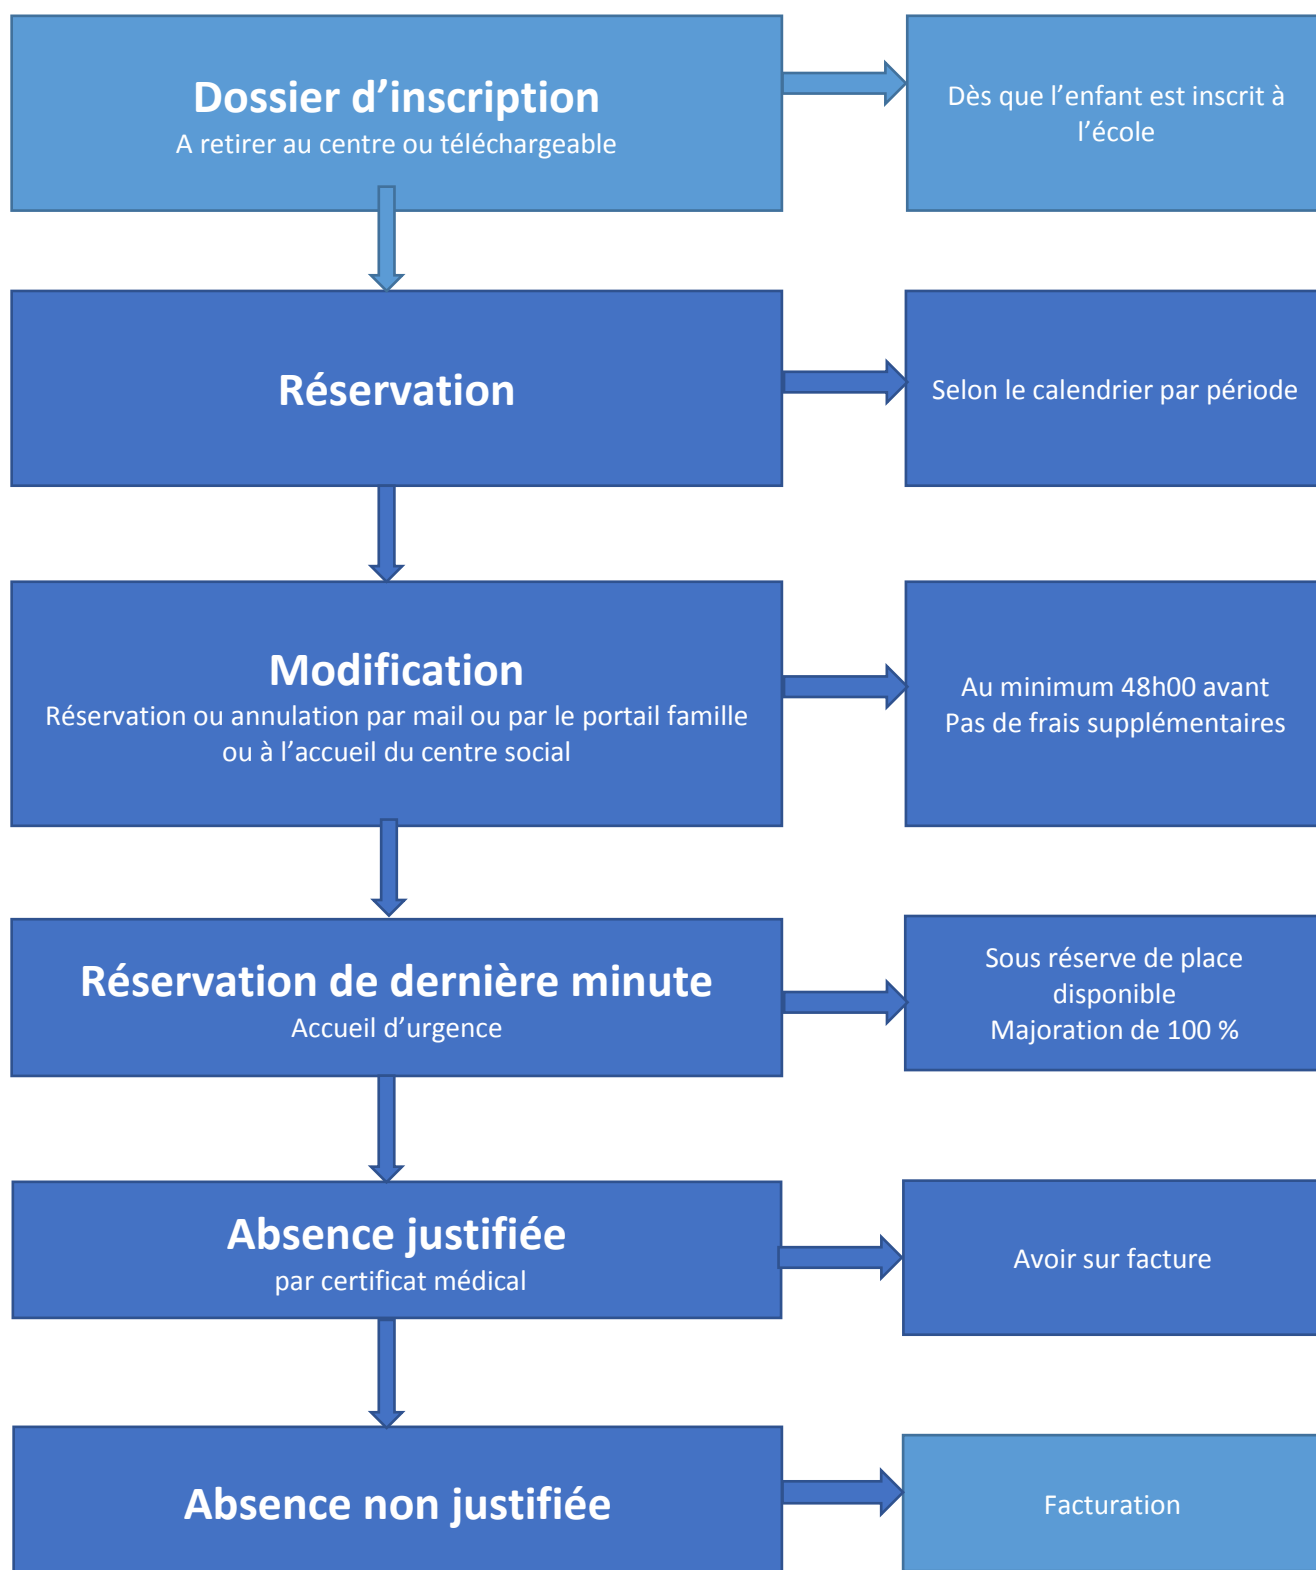 Dossier d’inscription
A retirer au centre ou téléchargeable
Dès que l’enfant est inscrit à
l’école
Réservation
Selon le calendrier par période
Modification
Réservation ou annulation par mail ou par le portail famille
ou à l’accueil du centre social
Au minimum 48h00 avant
Pas de frais supplémentaires
Réservation de dernière minute
Accueil d’urgence
Sous réserve de place
disponible
Majoration de 100 %
Absence justifiée
par certificat médical
Avoir sur facture
Absence non justifiée
Facturation